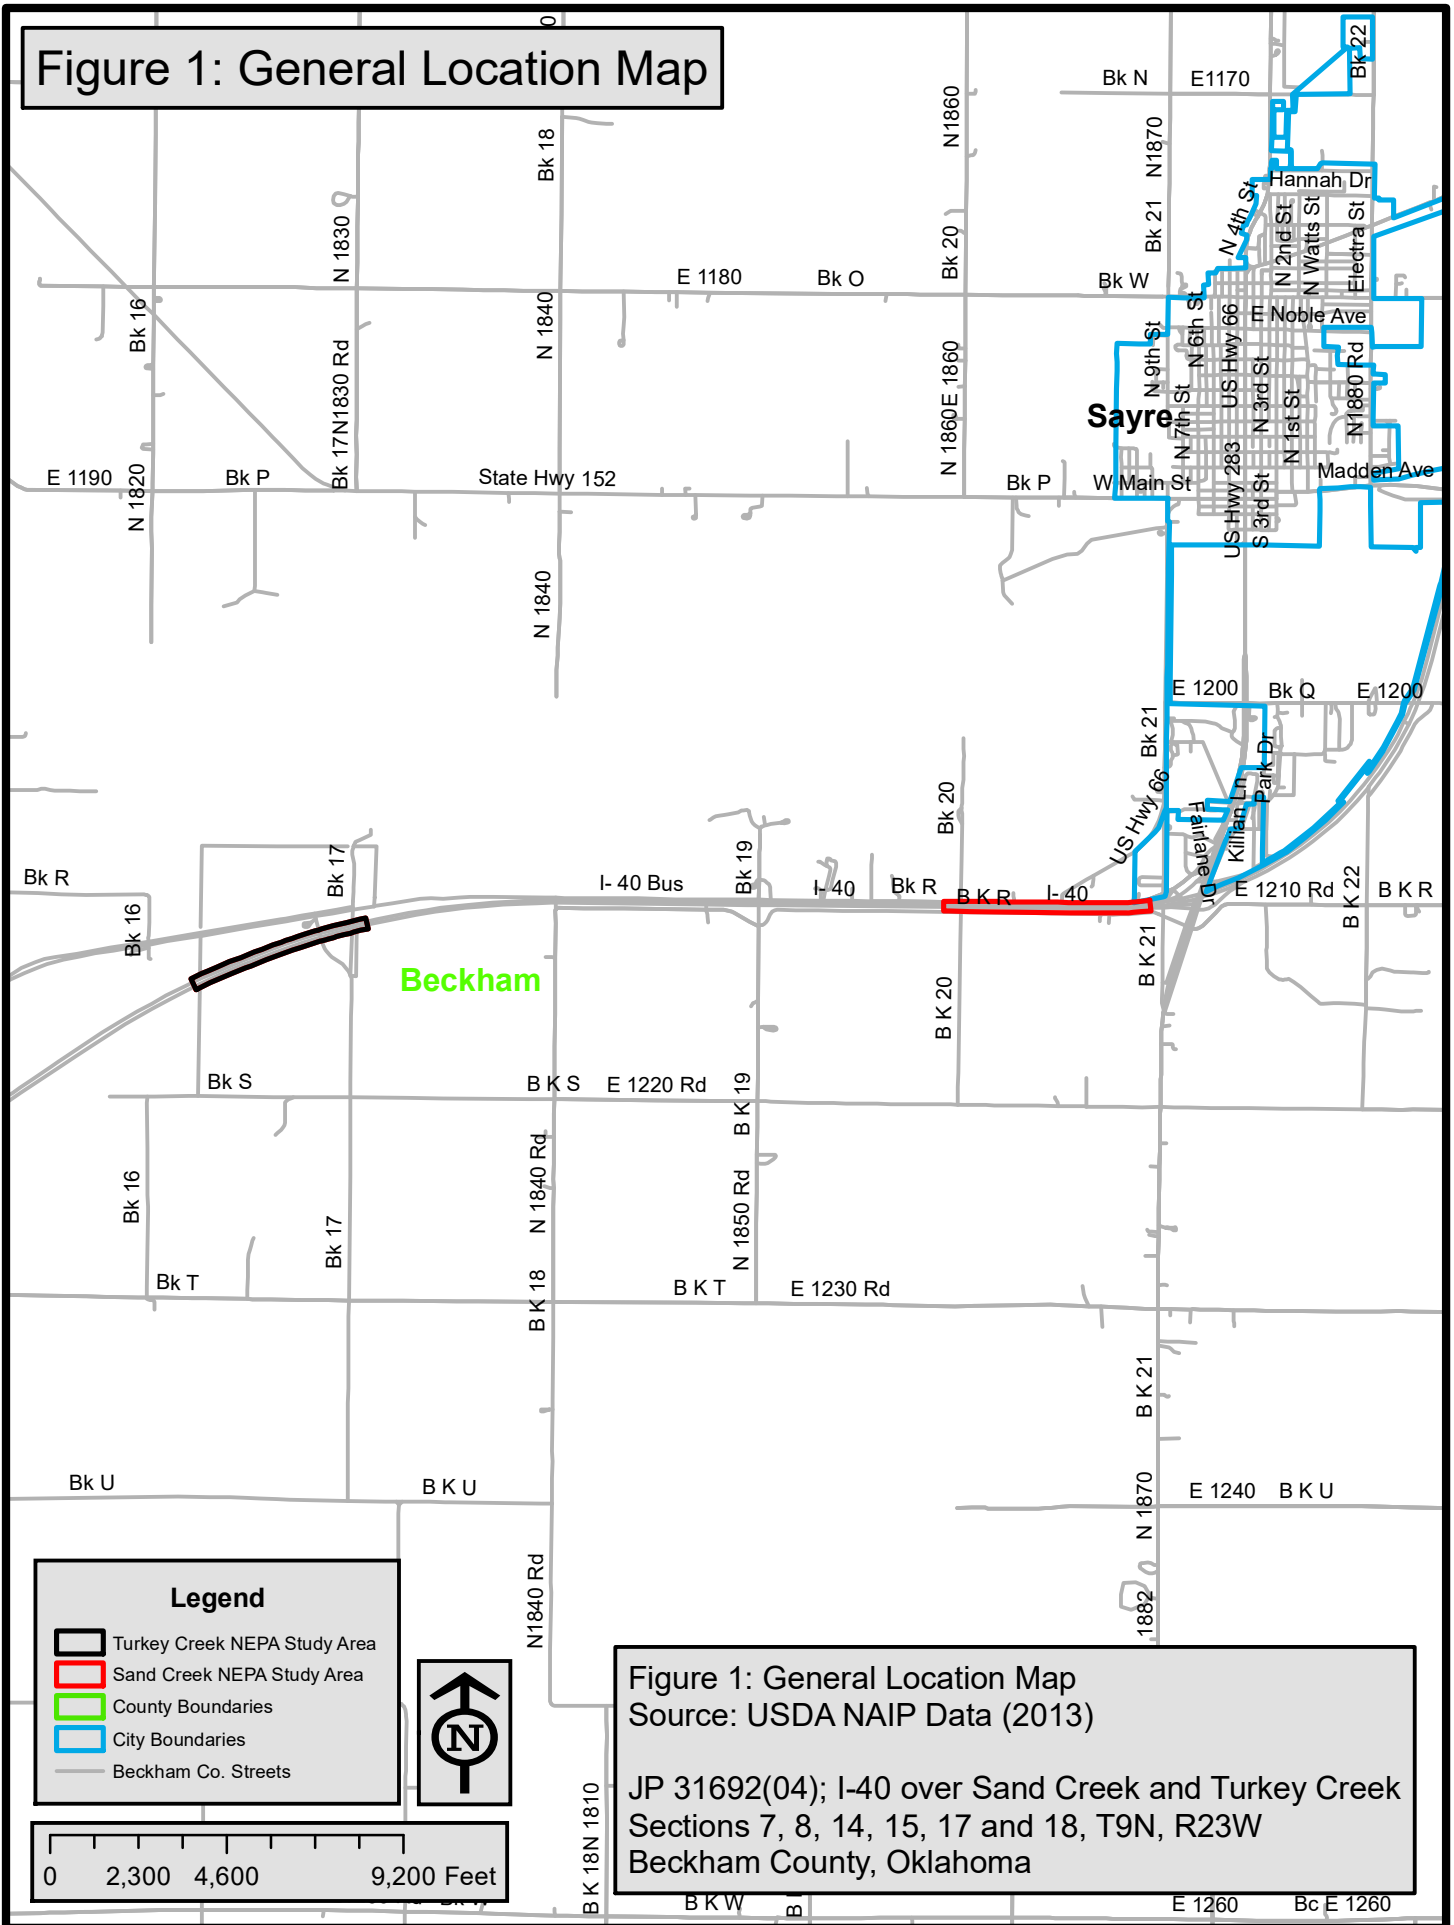 Figure 1: General Location Map
0
Bk 22
Bk N
E1170
N1860
N1870
Bk 18
Hannah Dr
N 4th St
N 2nd St
N Watts St
Electra St
N 1830
Bk 20
Bk 21
E 1180
Bk O
Bk W
Bk 16
N 1840
E Noble Ave
N 6th St
N 9th St
US Hwy 66
N 3rd St
N1880 Rd
Bk 17N1830 Rd
N 1860E 1860
Sayre
N 7th St
N 1st St
E 1190
Bk P
State Hwy 152
Bk P
W Main St
Madden Ave
N 1820
US Hwy 283
S 3rd St
N 1840
E 1200
Bk Q
E 1200
Bk 21
Park Dr
US Hwy 66
Bk 20
Fairlane Dr
Killian Ln
Bk R
Bk 17
I- 40 Bus
Bk 19
I- 40
Bk R
B K R
I- 40
E 1210 Rd
B K 22
B K R
Bk 16
Beckham
B K 21
B K 20
Bk S
B K S
E 1220 Rd
B K 19
Bk 16
N 1840 Rd
Bk 17
N 1850 Rd
Bk T
B K 18
B K T
E 1230 Rd
B K 21
Bk U
B K U
N 1870
E 1240
B K U
N1840 Rd
1882
Legend
Turkey Creek NEPA Study Area
Sand Creek NEPA Study Area
County Boundaries
City Boundaries
Beckham Co. Streets
N
0 2,300 4,600 9,200 Feet
B K 18N 1810
Figure 1: General Location Map
Source: USDA NAIP Data (2013)
JP 31692(04); I-40 over Sand Creek and Turkey Creek
Sections 7, 8, 14, 15, 17 and 18, T9N, R23W
Beckham County, Oklahoma
B K W
E 1260
Bc E 1260